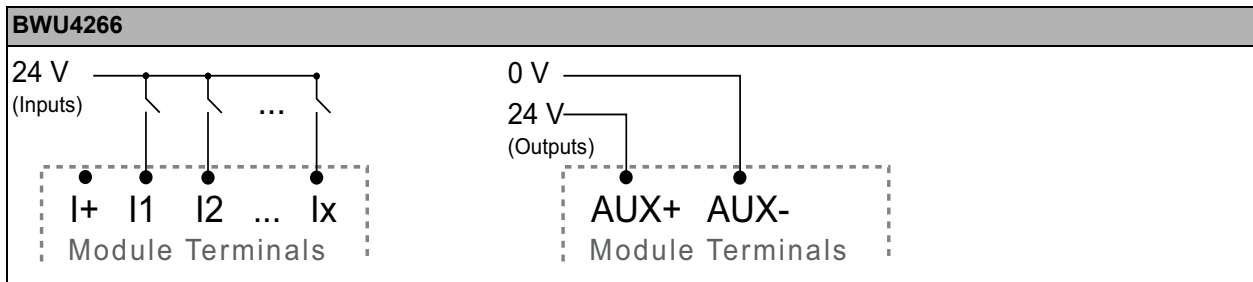 BWU4266
24 V
(Inputs)
...
I+ I1 I2 ... Ix
Module Terminals
0 V
24 V
(Outputs)
AUX+ AUX-
Module Terminals